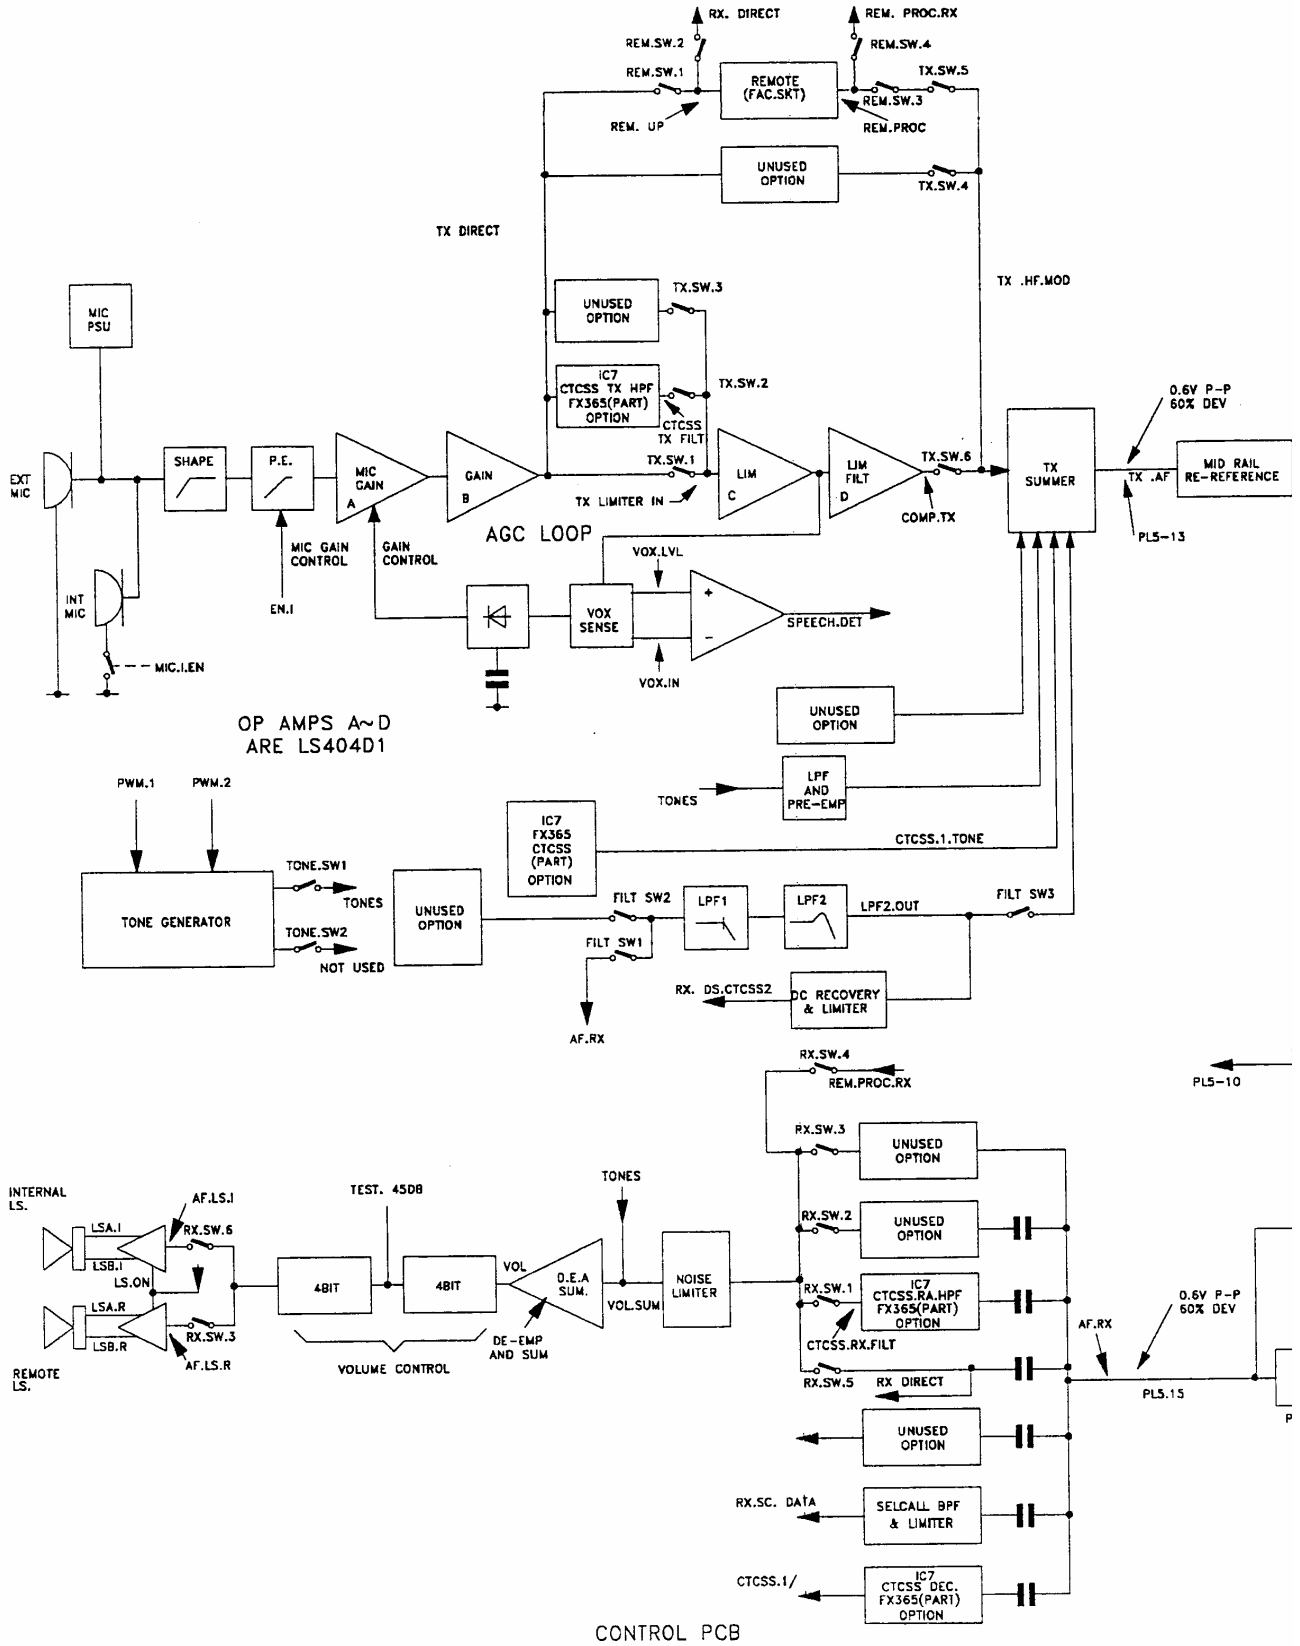 RX. DIRECT
REM. PROC.RX
REM.SW.2
REM.SW.4
REM.SW.1
REMOTE
(FAC.SKT)
TX.SW.5
REM.SW.3
REM. UP
REM.PROC
UNUSED
OPTION
TX.SW.4
TX DIRECT
TX .HF.MOD
MIC
PSU
UNUSED
OPTION
TX.SW.3
IC7
CTCSS TX HPF
FX365(PART)
OPTION
TX.SW.2
CTCSS
TX FILT
0.6V P-P
60% DEV
EXT
MIC
SHAPE
P.E.
MIC
GAIN
A
GAIN
B
TX.SW.1
TX LIMITER IN
LIM
C
LIM
FILT
D
TX.SW.6
COMP.TX
TX
SUMMER
TX .AF
MID RAIL
RE-REFERENCE
PL5-13
MIC GAIN
CONTROL
GAIN
CONTROL
AGC LOOP
EN.I
INT
MIC
MIC.I.EN
VOX.LVL
VOX
SENSE
+
−
SPEECH.DET
VOX.IN
OP AMPS A~D
ARE LS404D1
UNUSED
OPTION
PWM.1
PWM.2
TONES
LPF
AND
PRE-EMP
IC7
FX365
CTCSS
(PART)
OPTION
CTCSS.1.TONE
TONE GENERATOR
TONE.SW1
TONES
TONE.SW2
NOT USED
UNUSED
OPTION
FILT SW2
FILT SW1
LPF1
LPF2
LPF2.OUT
FILT SW3
RX. DS.CTCSS2
DC RECOVERY
& LIMITER
AF.RX
RX.SW.4
REM.PROC.RX
PL5-10
RX.SW.3
UNUSED
OPTION
INTERNAL
LS.
AF.LS.I
LSA.I
RX.SW.6
LSB.I
LS.ON
LSA.R
LSB.R
RX.SW.3
AF.LS.R
REMOTE
LS.
TEST. 45DB
4BIT
4BIT
VOLUME CONTROL
VOL
D.E.A
SUM.
DE-EMP
AND SUM
TONES
VOL.SUM
NOISE
LIMITER
RX.SW.2
UNUSED
OPTION
RX.SW.1
IC7
CTCSS.RA.HPF
FX365(PART)
OPTION
CTCSS.RX.FILT
RX.SW.5
RX DIRECT
AF.RX
0.6V P-P
60% DEV
PL5.15
P
UNUSED
OPTION
RX.SC. DATA
SELCALL BPF
& LIMITER
CTCSS.1/
IC7
CTCSS DEC.
FX365(PART)
OPTION
CONTROL PCB